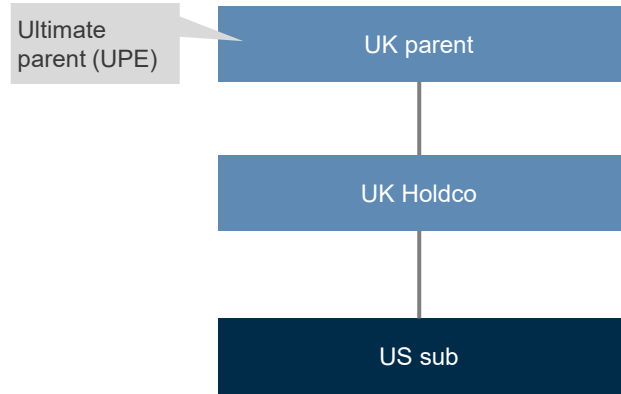 Ultimate
parent (UPE)
UK parent
UK Holdco
US sub